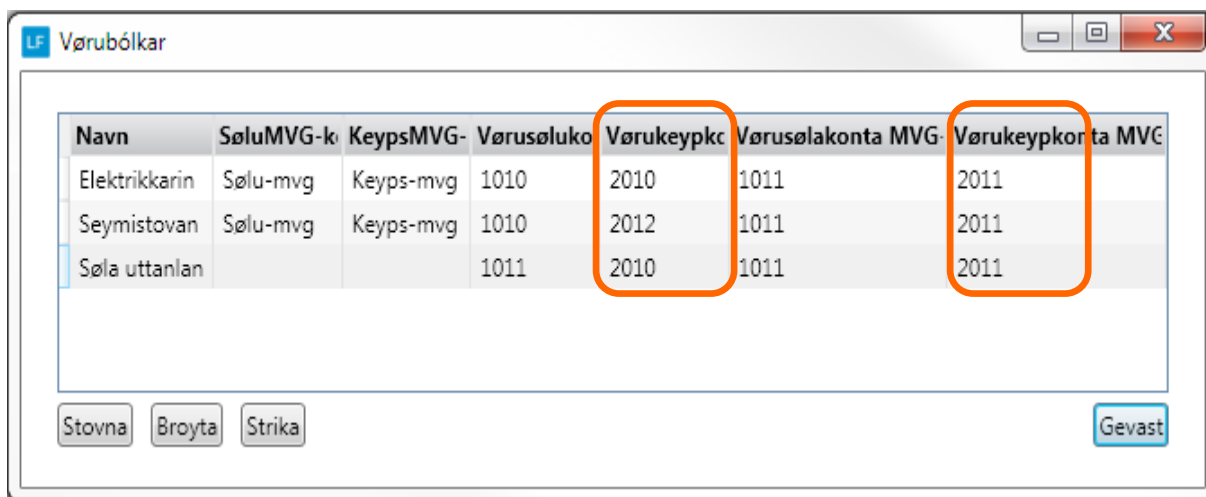 LF Vørubólkar
Navn SøluMVG-k KeypsMVG- Vørusøluko Vørukeypkc Vørusølakonta MVG- Vørukeypkonta MVG
Elektrikkarin Sølu-mvg Keyps-mvg 1010 2010 1011 2011
Seymistovan Sølu-mvg Keyps-mvg 1010 2012 1011 2011
Søla uttanlan 1011 2010 1011 2011
Stovna Broyta Strika Gevast